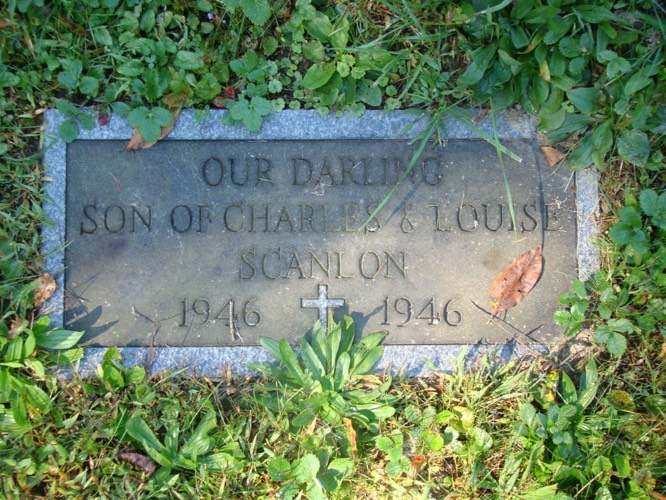 OUR DARLING
SON OF CHARLES & LOUISE
SCANLON
1946 1946